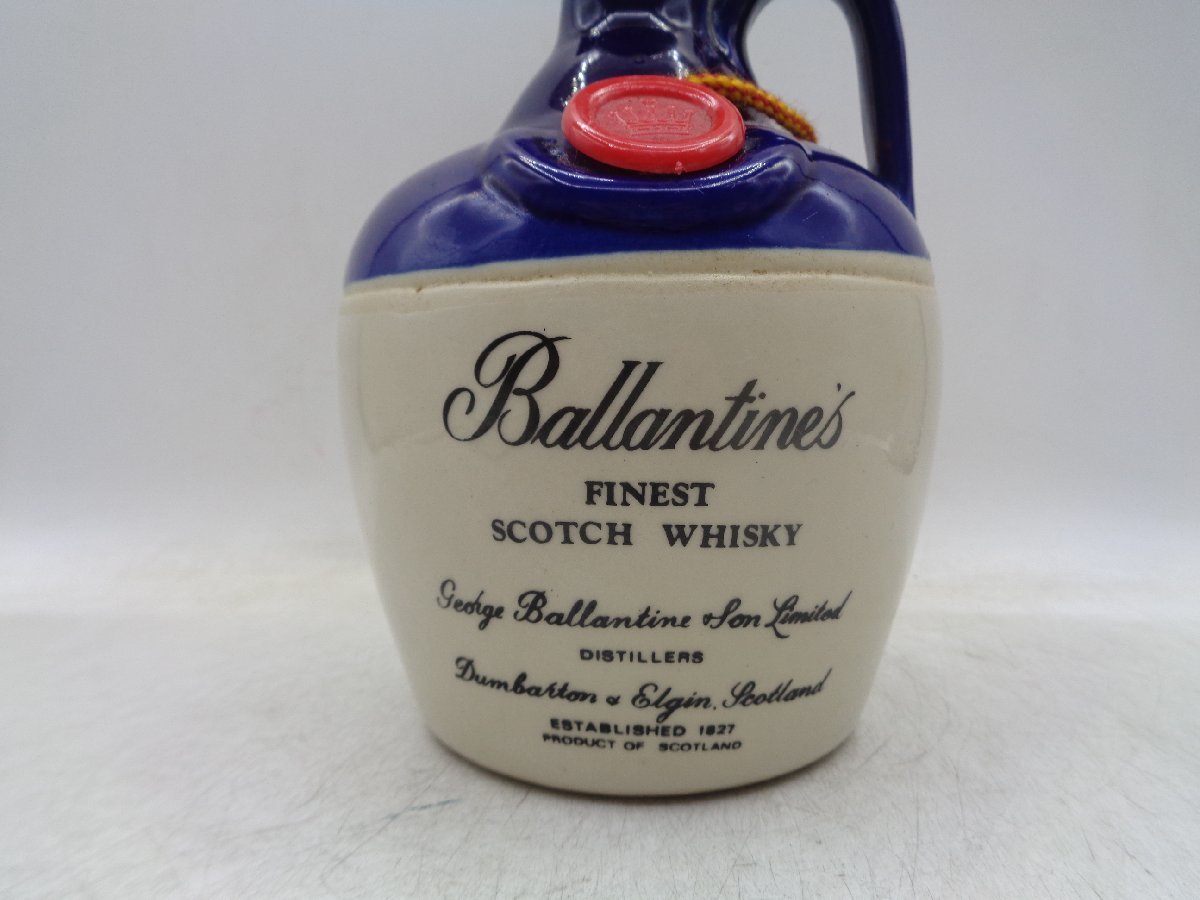 Ballantine's
FINEST
SCOTCH WHISKY
George Ballantine & Son Limited
DISTILLERS
Dumbarton & Elgin, Scotland
ESTABLISHED 1827
PRODUCT OF SCOTLAND